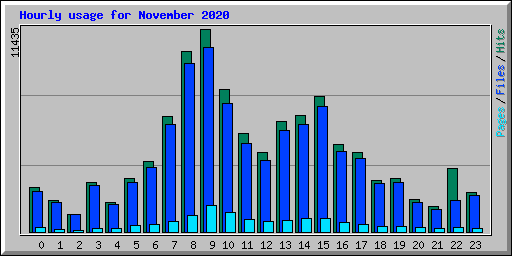 Hourly usage for November 2020
11435
Pages/Files/Hits
0 1 2 3 4 5 6 7 8 9 10 11 12 13 14 15 16 17 18 19 20 21 22 23